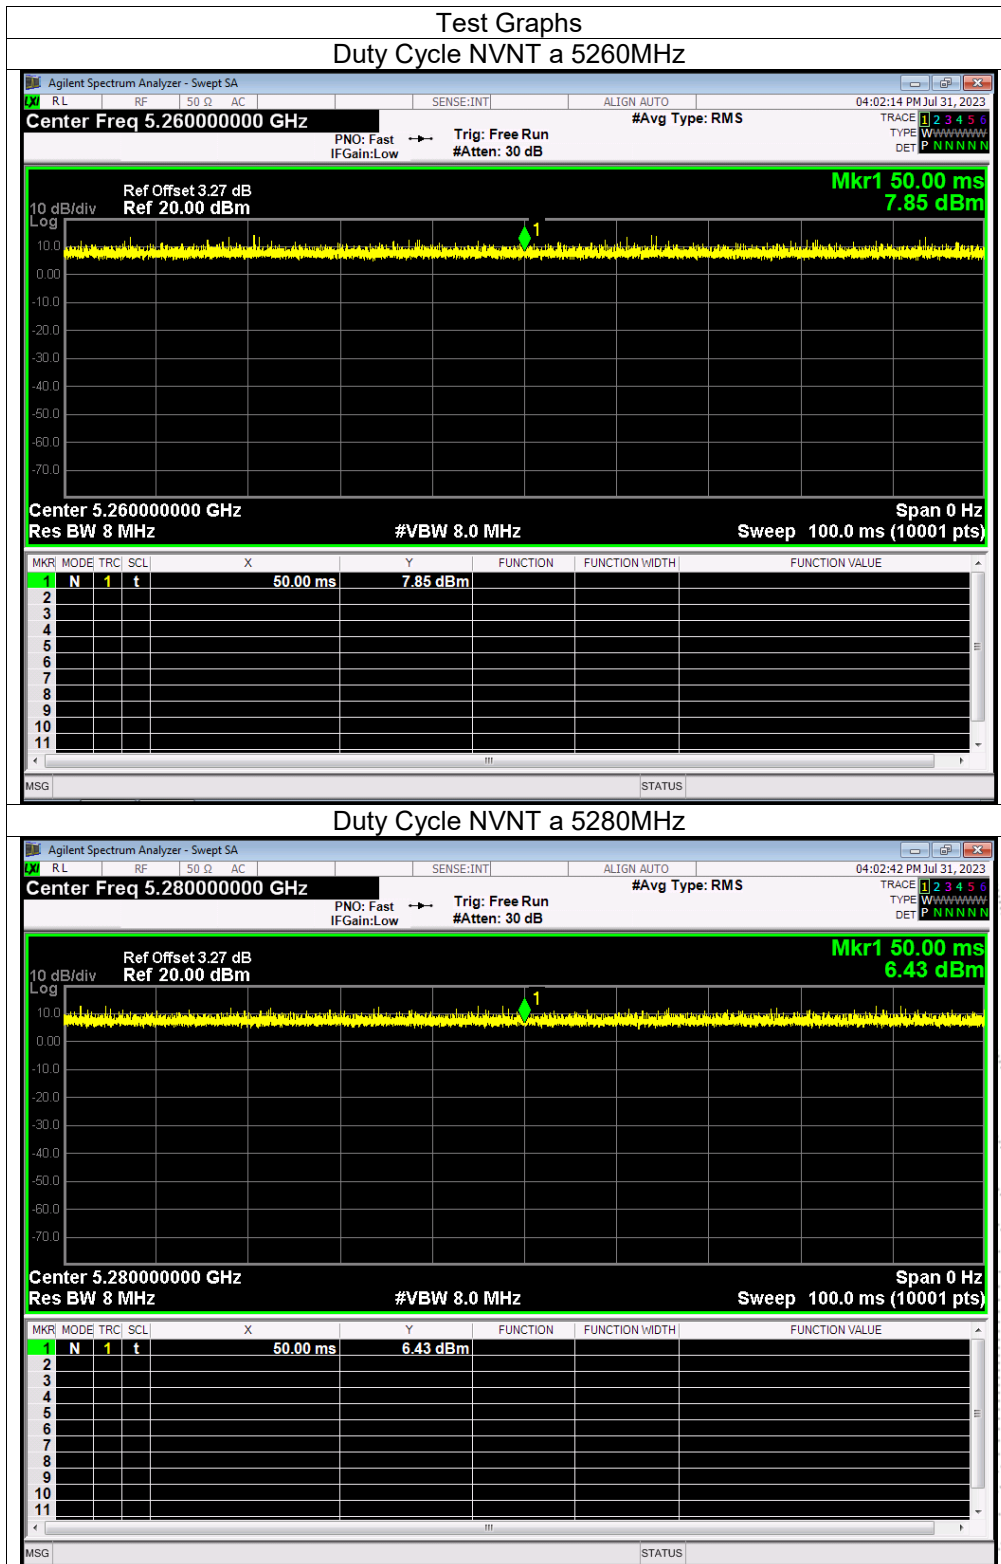 Test Graphs
Duty Cycle NVNT a 5260MHz
Agilent Spectrum Analyzer - Swept SA
LXI RL RF 50 Ω AC SENSE:INT ALIGN AUTO 04:02:14 PM Jul 31, 2023
Center Freq 5.260000000 GHz #Avg Type: RMS TRACE 1 2 3 4 5 6
PNO: Fast Trig: Free Run TYPE WWWWWW
IFGain:Low #Atten: 30 dB DET P N N N N N
Mkr1 50.00 ms
Ref Offset 3.27 dB
10 dB/div Ref 20.00 dBm 7.85 dBm
Log
1
10.0
0.00
-10.0
-20.0
-30.0
-40.0
-50.0
-60.0
-70.0
Center 5.260000000 GHz Span 0 Hz
Res BW 8 MHz #VBW 8.0 MHz Sweep 100.0 ms (10001 pts)
MKR MODE TRC SCL X Y FUNCTION FUNCTION WIDTH FUNCTION VALUE
1 N 1 t 50.00 ms 7.85 dBm
2
3
4
5
6
7
8
9
10
11
MSG STATUS
Duty Cycle NVNT a 5280MHz
Agilent Spectrum Analyzer - Swept SA
LXI RL RF 50 Ω AC SENSE:INT ALIGN AUTO 04:02:42 PM Jul 31, 2023
Center Freq 5.280000000 GHz #Avg Type: RMS TRACE 1 2 3 4 5 6
PNO: Fast Trig: Free Run TYPE WWWWWW
IFGain:Low #Atten: 30 dB DET P N N N N N
Mkr1 50.00 ms
Ref Offset 3.27 dB
10 dB/div Ref 20.00 dBm 6.43 dBm
Log
1
10.0
0.00
-10.0
-20.0
-30.0
-40.0
-50.0
-60.0
-70.0
Center 5.280000000 GHz Span 0 Hz
Res BW 8 MHz #VBW 8.0 MHz Sweep 100.0 ms (10001 pts)
MKR MODE TRC SCL X Y FUNCTION FUNCTION WIDTH FUNCTION VALUE
1 N 1 t 50.00 ms 6.43 dBm
2
3
4
5
6
7
8
9
10
11
MSG STATUS